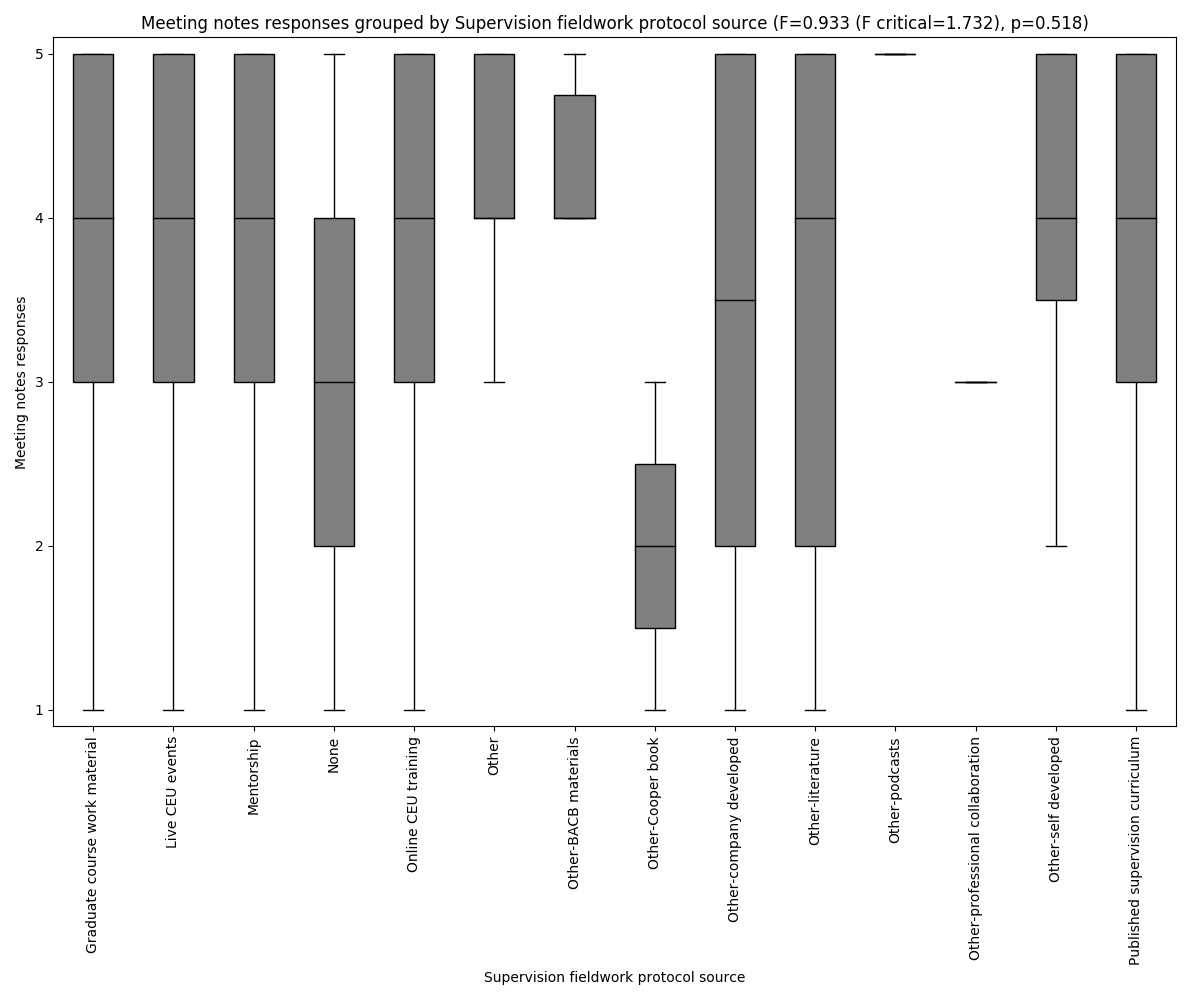 Meeting notes responses grouped by Supervision fieldwork protocol source (F=0.933 (F critical=1.732), p=0.518)
5
4
3
2
1
Meeting notes responses
Graduate course work material
Live CEU events
Mentorship
None
Online CEU training
Other
Other-BACB materials
Other-Cooper book
Other-company developed
Other-literature
Other-podcasts
Other-professional collaboration
Other-self developed
Published supervision curriculum
Supervision fieldwork protocol source